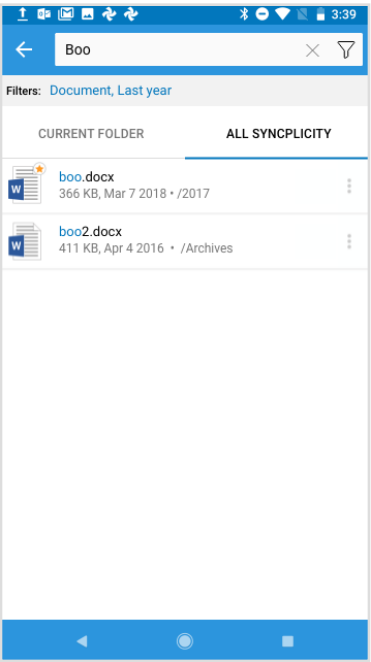 3:39
Boo
Filters: Document, Last year
CURRENT FOLDER ALL SYNCPLICITY
boo.docx
366 KB, Mar 7 2018 • /2017
boo2.docx
411 KB, Apr 4 2016 • /Archives